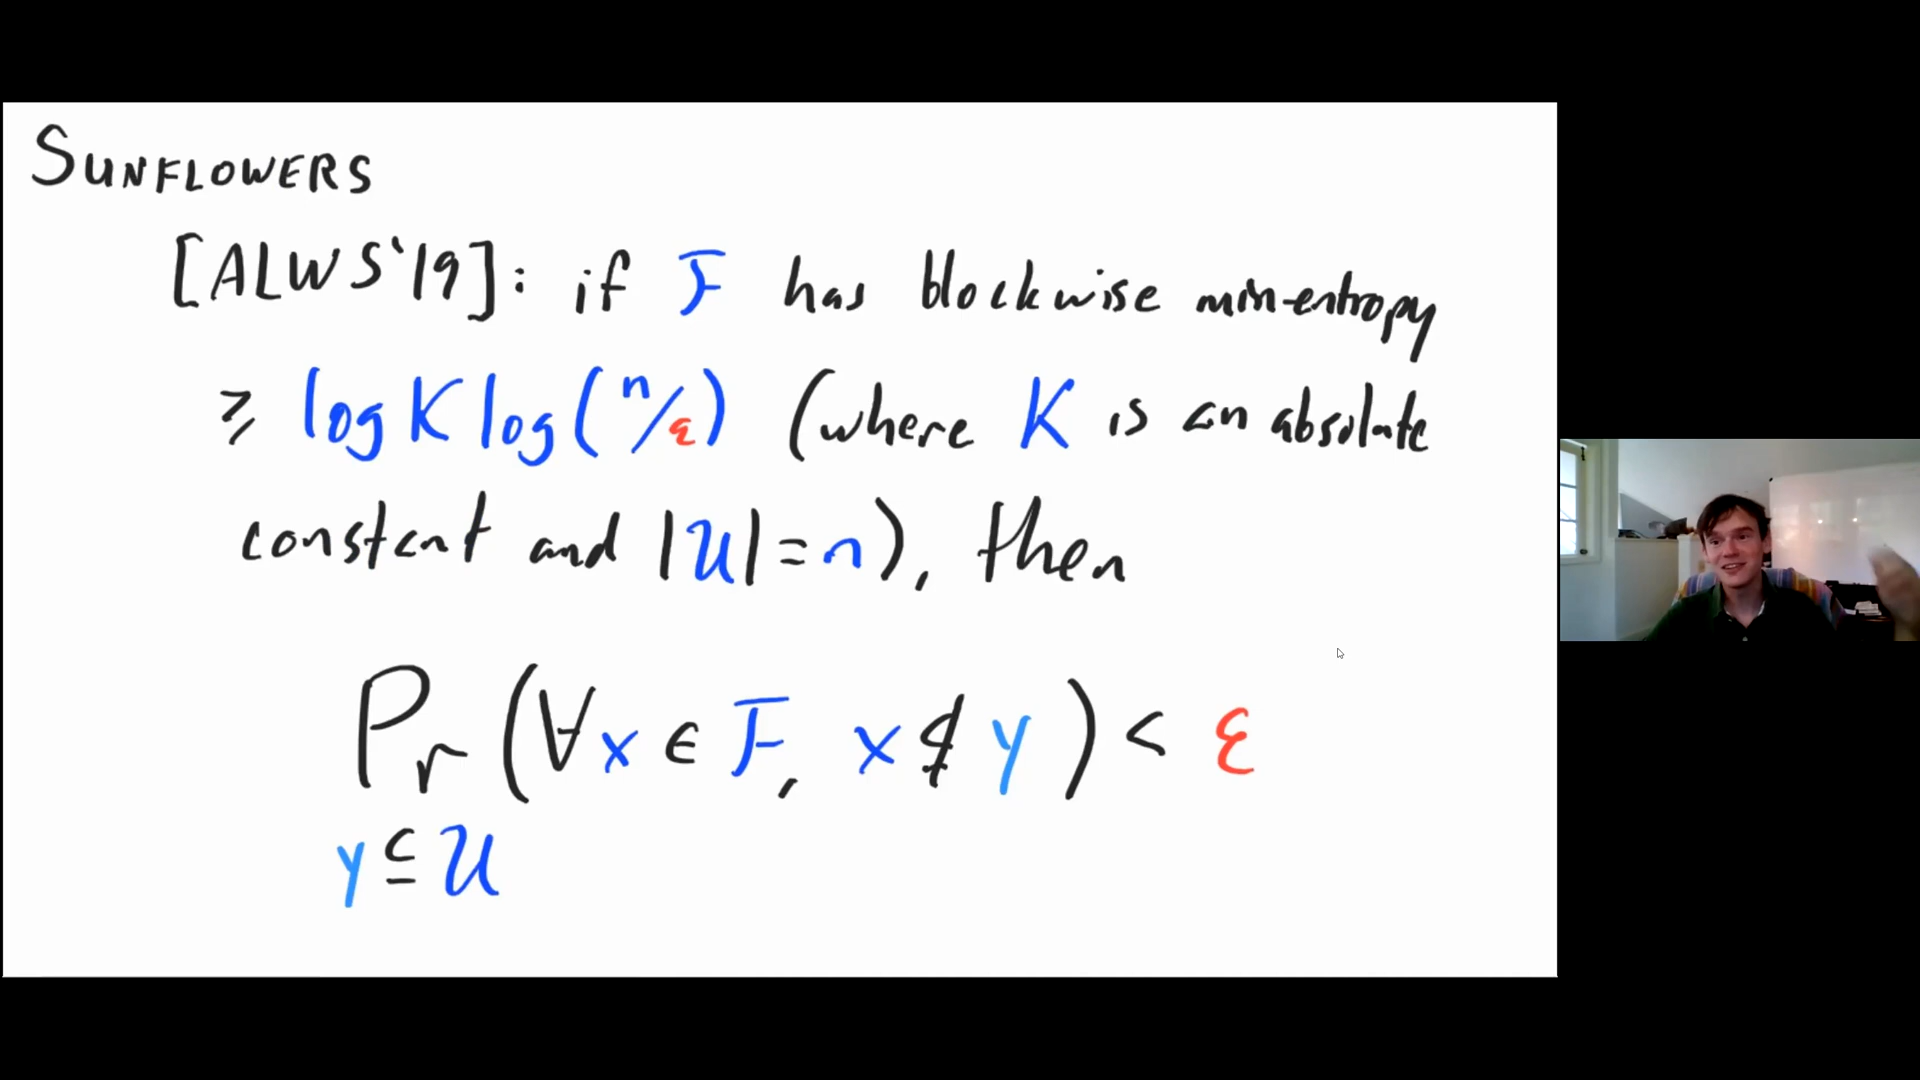 SUNFLOWERS
[ALWS'19]: if F has blockwise min-entropy
≥ log K log(n/ε) (where K is an absolute
constant and |U| = n), then
Pr (∀x ∈ F, x ⊄ y) < ε
y ⊆ U